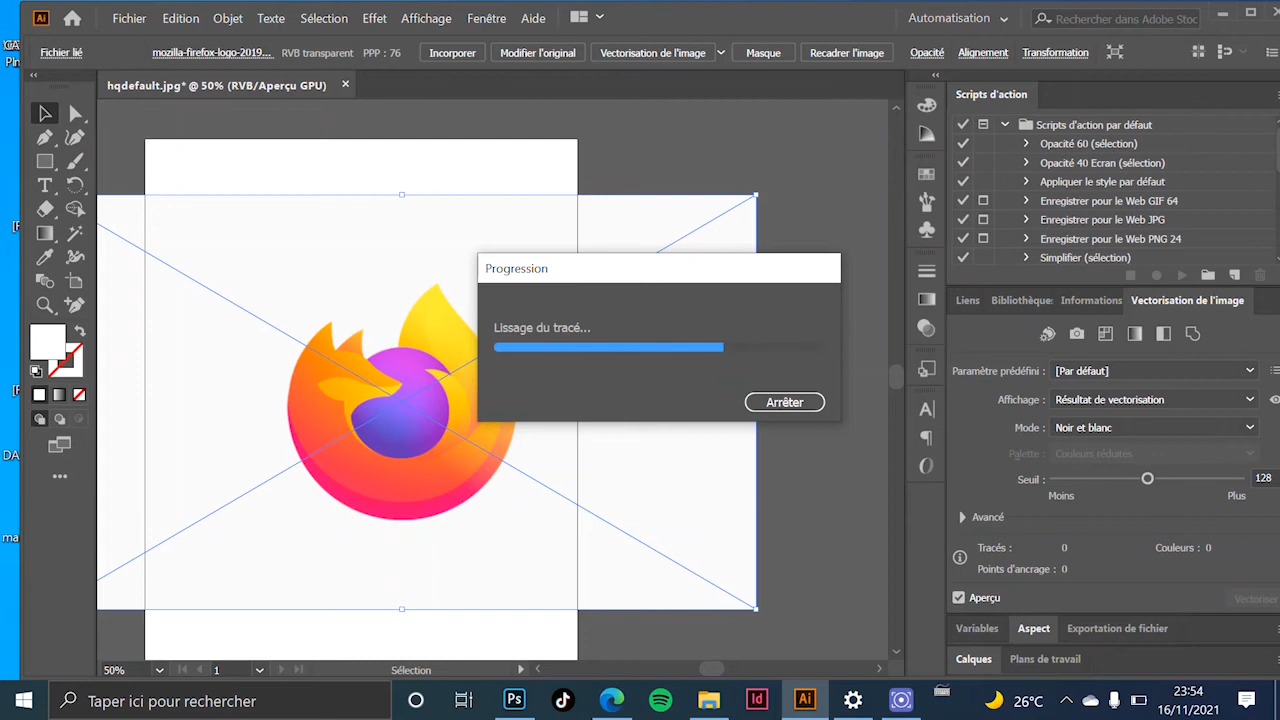 Ai Fichier Edition Objet Texte Sélection Effet Affichage Fenêtre Aide Automatisation Rechercher dans Adobe Stoc
Fichier lié mozilla-firefox-logo-2019... RVB transparent PPP : 76 Incorporer Modifier l'original Vectorisation de l'image Masque Recadrer l'image Opacité Alignement Transformation
hqdefault.jpg* @ 50% (RVB/Aperçu GPU)
Scripts d'action
Scripts d'action par défaut
Opacité 60 (sélection)
Opacité 40 Ecran (sélection)
Appliquer le style par défaut
Enregistrer pour le Web GIF 64
Enregistrer pour le Web JPG
Enregistrer pour le Web PNG 24
Simplifier (sélection)
Progression
Lissage du tracé...
Arrêter
Liens Bibliothèque: Informations Vectorisation de l'image
Paramètre prédéfini : [Par défaut]
Affichage : Résultat de vectorisation
Mode : Noir et blanc
Palette : Couleurs réduites
Seuil : 128
Moins Plus
Avancé
Tracés : 0 Couleurs : 0
Points d'ancrage : 0
Aperçu Vectoriser
Variables Aspect Exportation de fichier
Calques Plans de travail
50% 1 Sélection
Taper ici pour rechercher Ps Id Ai 26°C 23:54
16/11/2021